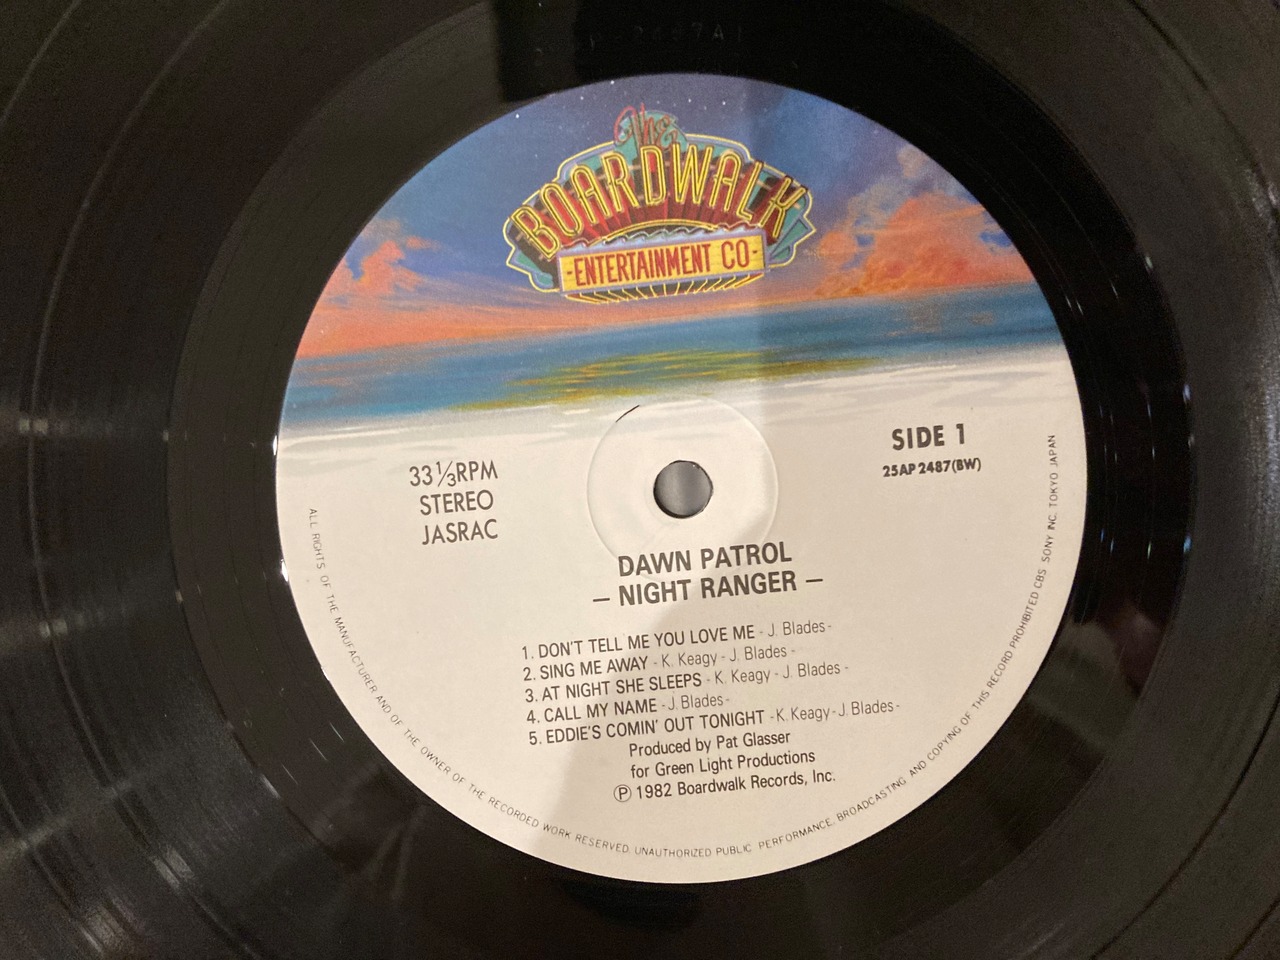 The
BOARDWALK
ENTERTAINMENT CO
SIDE 1
25AP 2487(BW)
33 1/3RPM
STEREO
JASRAC
DAWN PATROL
– NIGHT RANGER –
1. DON'T TELL ME YOU LOVE ME - J. Blades -
2. SING ME AWAY - K. Keagy - J. Blades -
3. AT NIGHT SHE SLEEPS - K. Keagy - J. Blades -
4. CALL MY NAME - J. Blades -
5. EDDIE'S COMIN' OUT TONIGHT - K. Keagy - J. Blades -
Produced by Pat Glasser
for Green Light Productions
Ⓟ 1982 Boardwalk Records, Inc.
ALL RIGHTS OF THE MANUFACTURER AND OF THE OWNER OF THE RECORDED WORK RESERVED. UNAUTHORIZED PUBLIC PERFORMANCE. BROADCASTING AND COPYING OF THIS RECORD PROHIBITED CBS SONY INC. TOKYO JAPAN